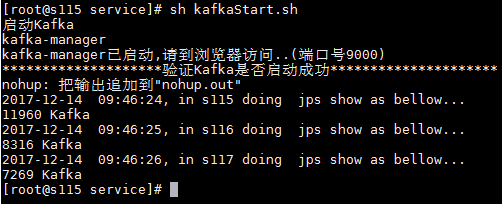 [root@s115 service]# sh kafkaStart.sh
启动Kafka
kafka-manager
kafka-manager已启动,请到浏览器访问..(端口号9000)
********************验证Kafka是否启动成功*********************
nohup: 把输出追加到"nohup.out"
2017-12-14  09:46:24, in s115 doing  jps show as bellow...
11960 Kafka
2017-12-14  09:46:25, in s116 doing  jps show as bellow...
8316 Kafka
2017-12-14  09:46:26, in s117 doing  jps show as bellow...
7269 Kafka
[root@s115 service]#